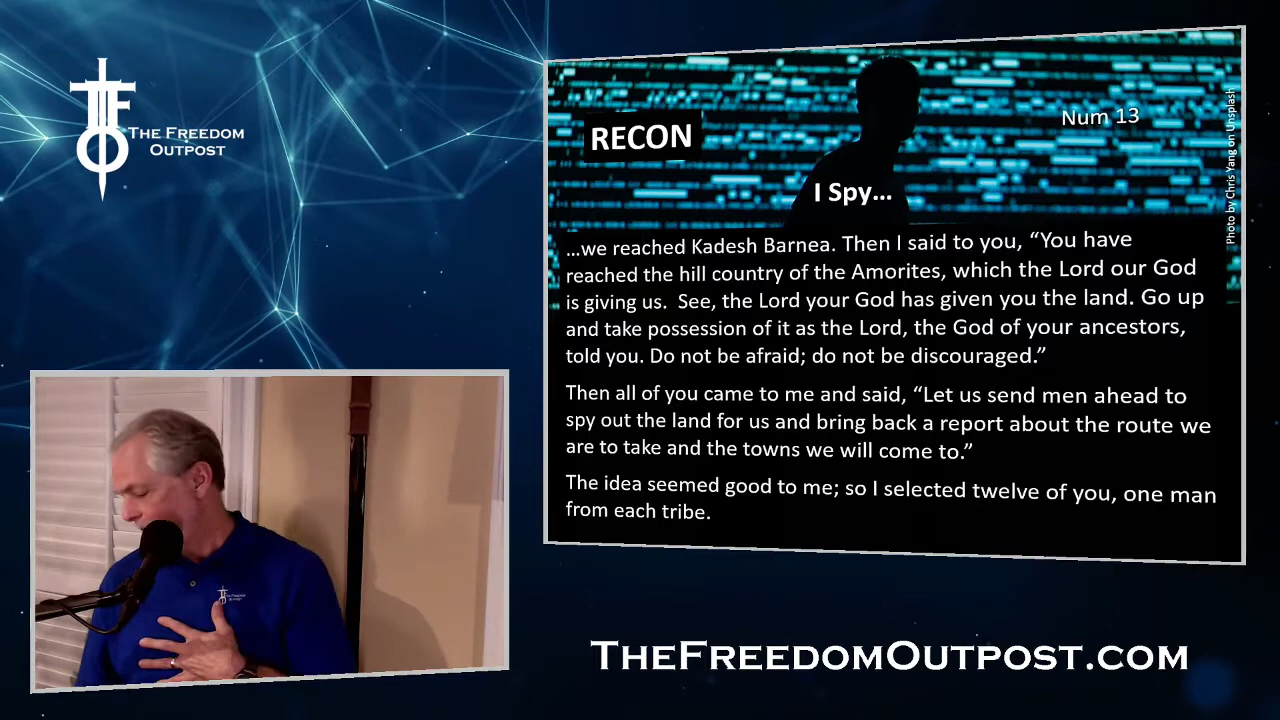 THE FREEDOM
OUTPOST
RECON
Num 13
I Spy...
Photo by Chris Yang on Unsplash
...we reached Kadesh Barnea. Then I said to you, “You have
reached the hill country of the Amorites, which the Lord our God
is giving us.  See, the Lord your God has given you the land. Go up
and take possession of it as the Lord, the God of your ancestors,
told you. Do not be afraid; do not be discouraged.”
Then all of you came to me and said, “Let us send men ahead to
spy out the land for us and bring back a report about the route we
are to take and the towns we will come to.”
The idea seemed good to me; so I selected twelve of you, one man
from each tribe.
THEFREEDOMOUTPOST.COM